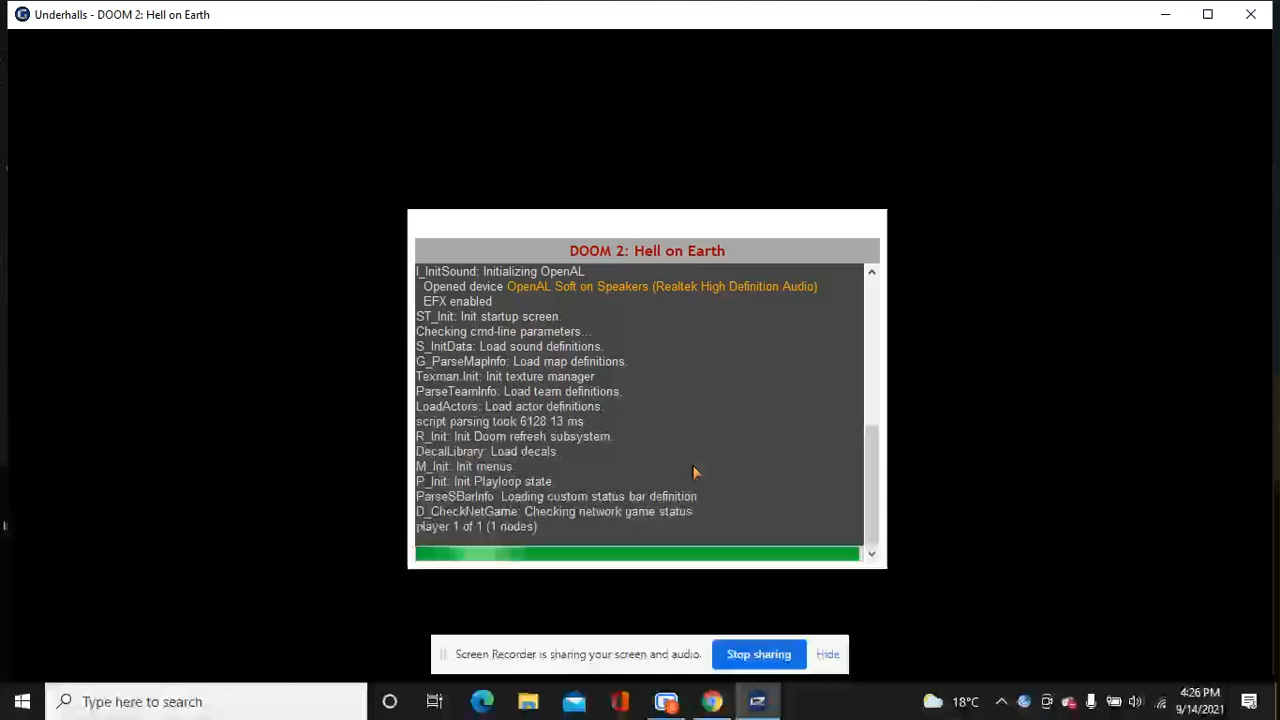 Underhalls - DOOM 2: Hell on Earth
DOOM 2: Hell on Earth
I_InitSound: Initializing OpenAL
Opened device OpenAL Soft on Speakers (Realtek High Definition Audio)
EFX enabled
ST_Init: Init startup screen.
Checking cmd-line parameters...
S_InitData: Load sound definitions.
G_ParseMapInfo: Load map definitions.
Texman.Init: Init texture manager
ParseTeamInfo: Load team definitions.
LoadActors: Load actor definitions.
script parsing took 6128.13 ms
R_Init: Init Doom refresh subsystem.
DecalLibrary: Load decals.
M_Init: Init menus.
P_Init: Init Playloop state.
ParseSBarInfo: Loading custom status bar definition
D_CheckNetGame: Checking network game status
player 1 of 1 (1 nodes)
Screen Recorder is sharing your screen and audio.
Stop sharing
Hide
Type here to search
18°C
4:26 PM
9/14/2021